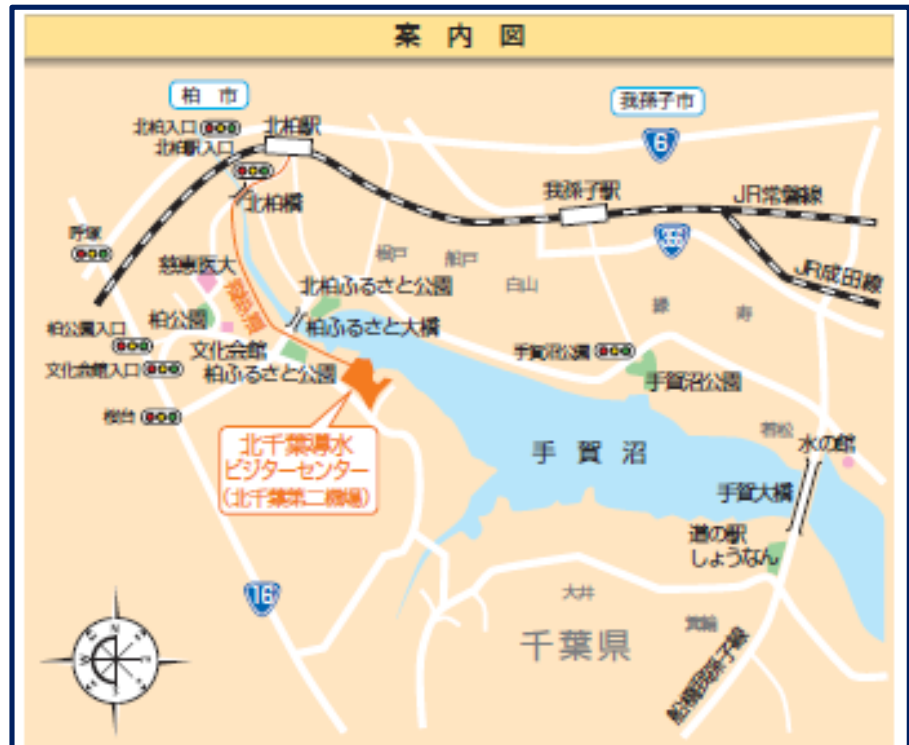 案内図
柏市
我孫子市
北柏入口
北柏駅
北柏駅入口
6
北柏橋
我孫子駅
JR常磐線
呼塚
356
根戸
船戸
JR成田線
慈恵医大
白山
北柏ふるさと公園
緑
寿
柏公園
柏ふるさと大橋
柏公園入口
文化会館
手賀沼公園
文化会館入口
柏ふるさと公園
手賀沼公園
桜台
若松
北千葉導水
ビジターセンター
(北千葉第二機場)
手賀沼
水の館
手賀大橋
道の駅
しょうなん
16
大井
箕輪
千葉県
船橋我孫子線
N
W
E
S